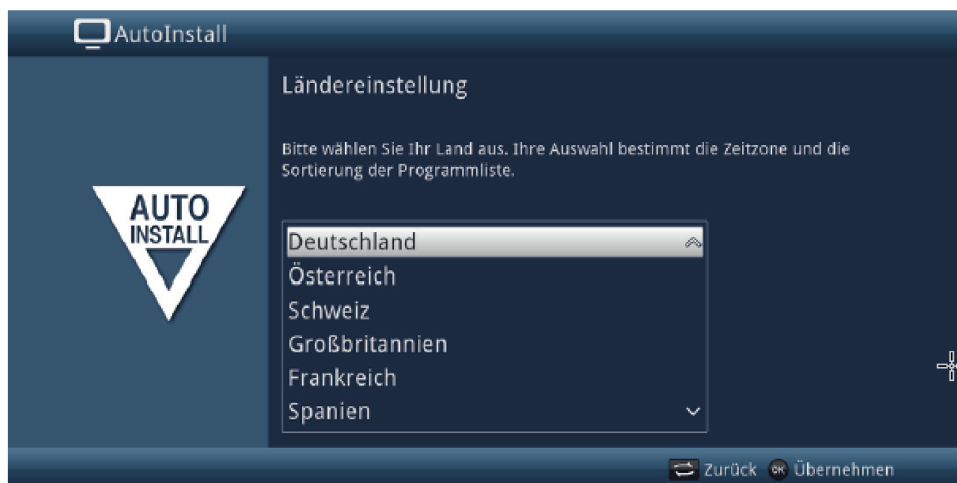 AutoInstall
Ländereinstellung
Bitte wählen Sie Ihr Land aus. Ihre Auswahl bestimmt die Zeitzone und die
Sortierung der Programmliste.
AUTO
INSTALL
Deutschland
Österreich
Schweiz
Großbritannien
Frankreich
Spanien
Zurück OK Übernehmen